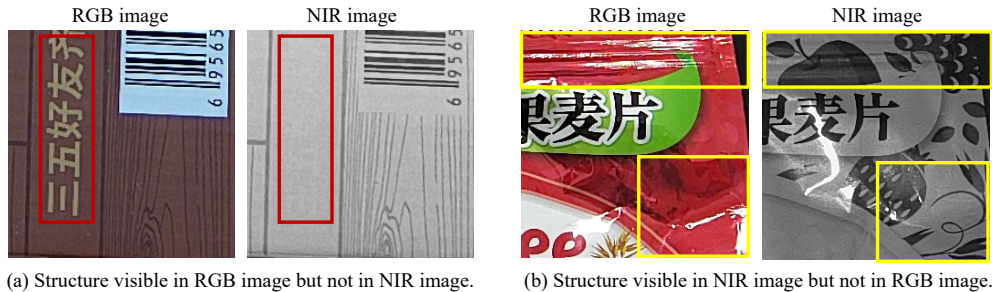 RGB image
NIR image
RGB image
NIR image
三五好友
6 9565
6 9565
果麦片
果麦片
ee
(a) Structure visible in RGB image but not in NIR image.
(b) Structure visible in NIR image but not in RGB image.